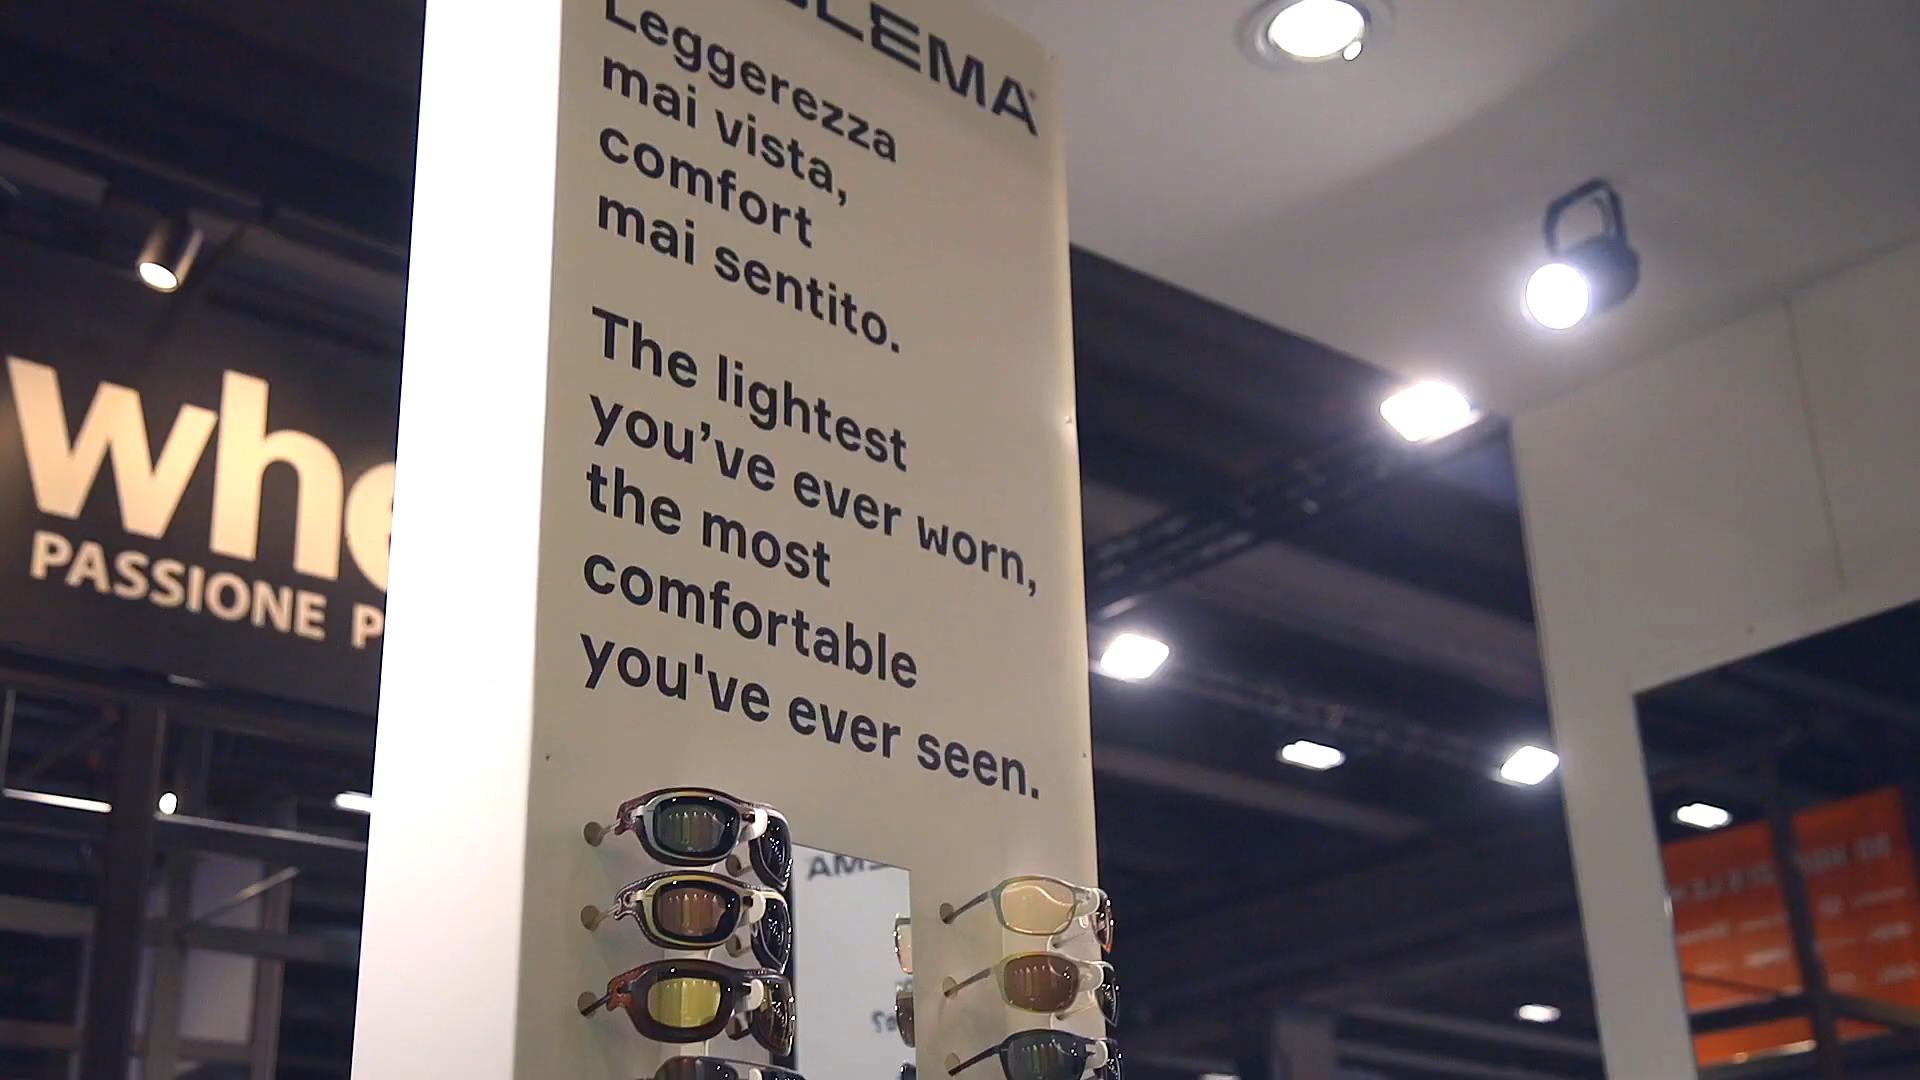 LEMA
Leggerezza
mai vista,
comfort
mai sentito.
The lightest
you’ve ever worn,
the most
comfortable
you've ever seen.
whe
PASSIONE P